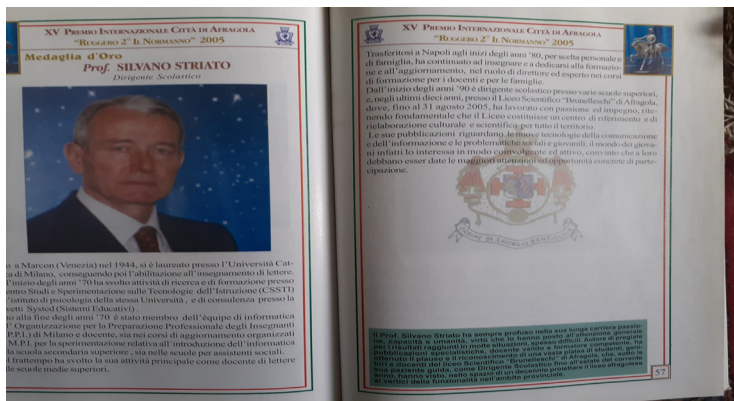 XV Premio Internazionale Città di Afragola
"Ruggero 2° Il Normanno" 2005
Medaglia d'Oro
Prof. SILVANO STRIATO
Dirigente Scolastico
a Marcon (Venezia) nel 1944, si è laureato presso l'Università Cat-
di Milano, conseguendo poi l'abilitazione all'insegnamento di lettere.
inizio degli anni '70 ha svolto attività di ricerca e di formazione presso
entro Studi e Sperimentazione sulle Tecnologie dell'Istruzione (CSSTI)
l'istituto di psicologia della stessa Università, e di consulenza presso la
vetti Systed (Sistemi Educativi).
o alla fine degli anni '70 è stato membro dell'équipe di informatica
l'Organizzazione per la Preparazione Professionale degli Insegnanti
P.P.I.) di Milano e docente, sia nei corsi di aggiornamento organizzati
M.P.I. per la sperimentazione relativa all'introduzione dell'informatica
la scuola secondaria superiore, sia nelle scuole per assistenti sociali.
l frattempo ha svolto la sua attività principale come docente di lettere
le scuole medie superiori.
XV Premio Internazionale Città di Afragola
"Ruggero 2° Il Normanno" 2005
Trasferitosi a Napoli agli inizi degli anni '80, per scelta personale e
di famiglia, ha continuato ad insegnare e a dedicarsi alla formazio-
ne e all'aggiornamento, nel ruolo di direttore ed esperto nei corsi
di formazione per i docenti e per le famiglie.
Dall'inizio degli anni '90 è dirigente scolastico presso varie scuole superiori,
e, negli ultimi dieci anni, presso il Liceo Scientifico "Brunelleschi" di Afragola,
dove, fino al 31 agosto 2005, ha lavorato con passione ed impegno, rite-
nendo fondamentale che il Liceo costituisse un centro di riferimento e di
rielaborazione culturale e scientifica per tutto il territorio.
Le sue pubblicazioni riguardano le nuove tecnologie della comunicazione
e dell'informazione e le problematiche sociali e giovanili: il mondo dei giova-
ni infatti lo interessa in modo coinvolgente ed attivo, convinto che a loro
debbano esser date le maggiori attenzioni ed opportunità concrete di parte-
cipazione.
Il Prof. Silvano Striato ha sempre profuso nella sua lunga carriera passio-
ne, capacità e umanità, virtù che lo hanno portato ad ottenere generale
con i risultati raggiunti in molte situazioni, spesso difficili. Autore di pregiate
pubblicazioni specialistiche, docente valente, formatore competente, ha
ottenuto il plauso e il riconoscimento di una vasta platea di studenti, geni-
tori e docenti del Liceo Scientifico "Brunelleschi" di Afragola, che, sotto la
sua paziente guida, come Dirigente Scolastico fino all'estate del corrente
anno, hanno visto, nello spazio di un decennio proiettare il liceo afragolese
ai vertici della funzionalità nell'ambito provinciale.
57